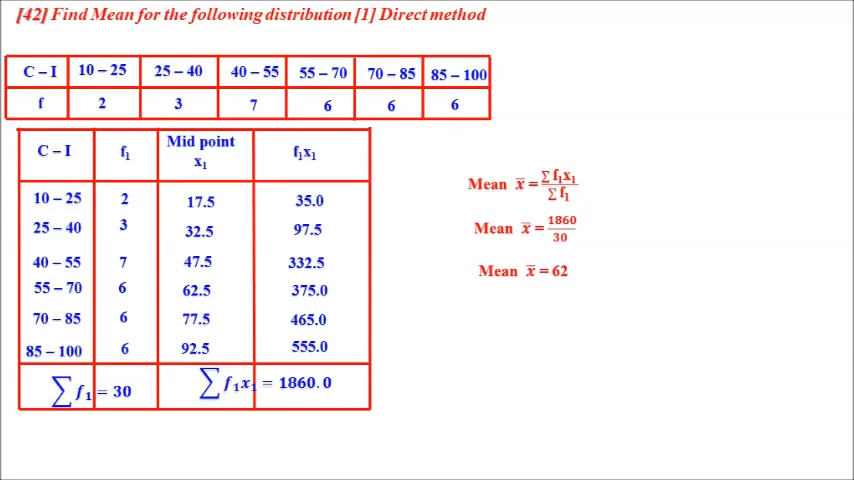 [42] Find Mean for the following distribution [1] Direct method
C – I 10 – 25 25 – 40 40 – 55 55 – 70 70 – 85 85 – 100
f 2 3 7 6 6 6
C – I f₁ Mid point x₁ f₁x₁
10 – 25 2 17.5 35.0
25 – 40 3 32.5 97.5
40 – 55 7 47.5 332.5
55 – 70 6 62.5 375.0
70 – 85 6 77.5 465.0
85 – 100 6 92.5 555.0
∑ f₁ = 30 ∑ f₁x₁ = 1860.0
Mean x̅ = ∑ f₁x₁ / ∑ f₁
Mean x̅ = 1860 / 30
Mean x̅ = 62